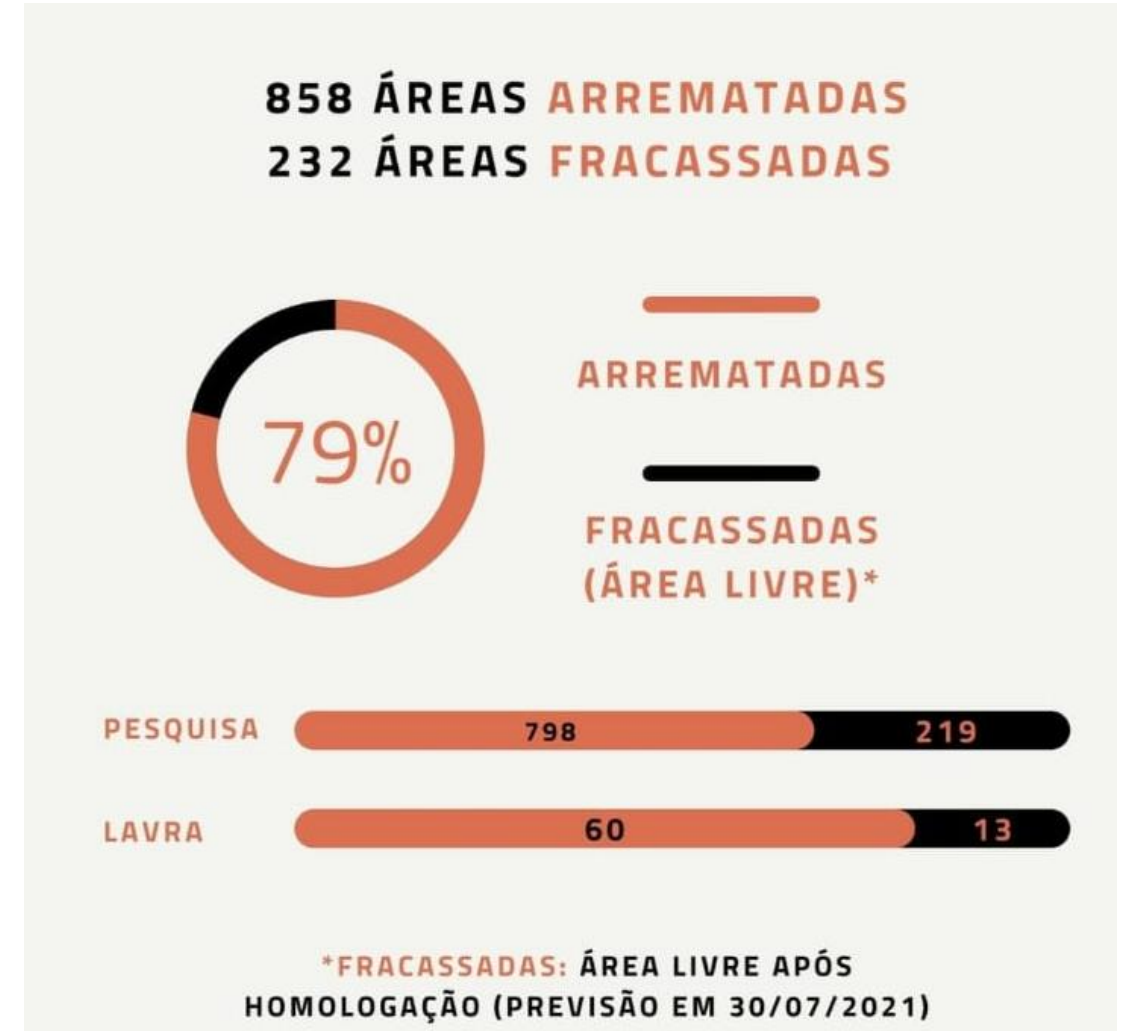 858 ÁREAS ARREMATADAS
232 ÁREAS FRACASSADAS
79%
ARREMATADAS
FRACASSADAS
(ÁREA LIVRE)*
PESQUISA 798 219
LAVRA 60 13
*FRACASSADAS: ÁREA LIVRE APÓS
HOMOLOGAÇÃO (PREVISÃO EM 30/07/2021)